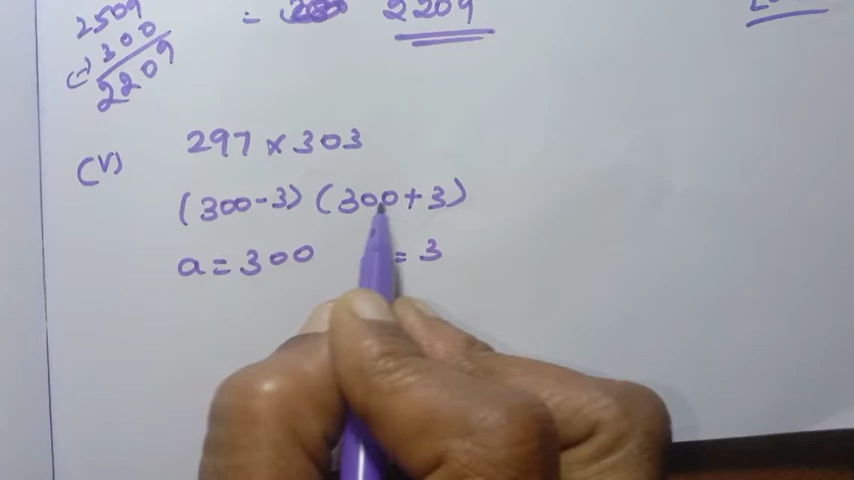 2509
(-) 300
2209
= 2209
(V) 297 × 303
(300-3) (300+3)
a = 300 = 3